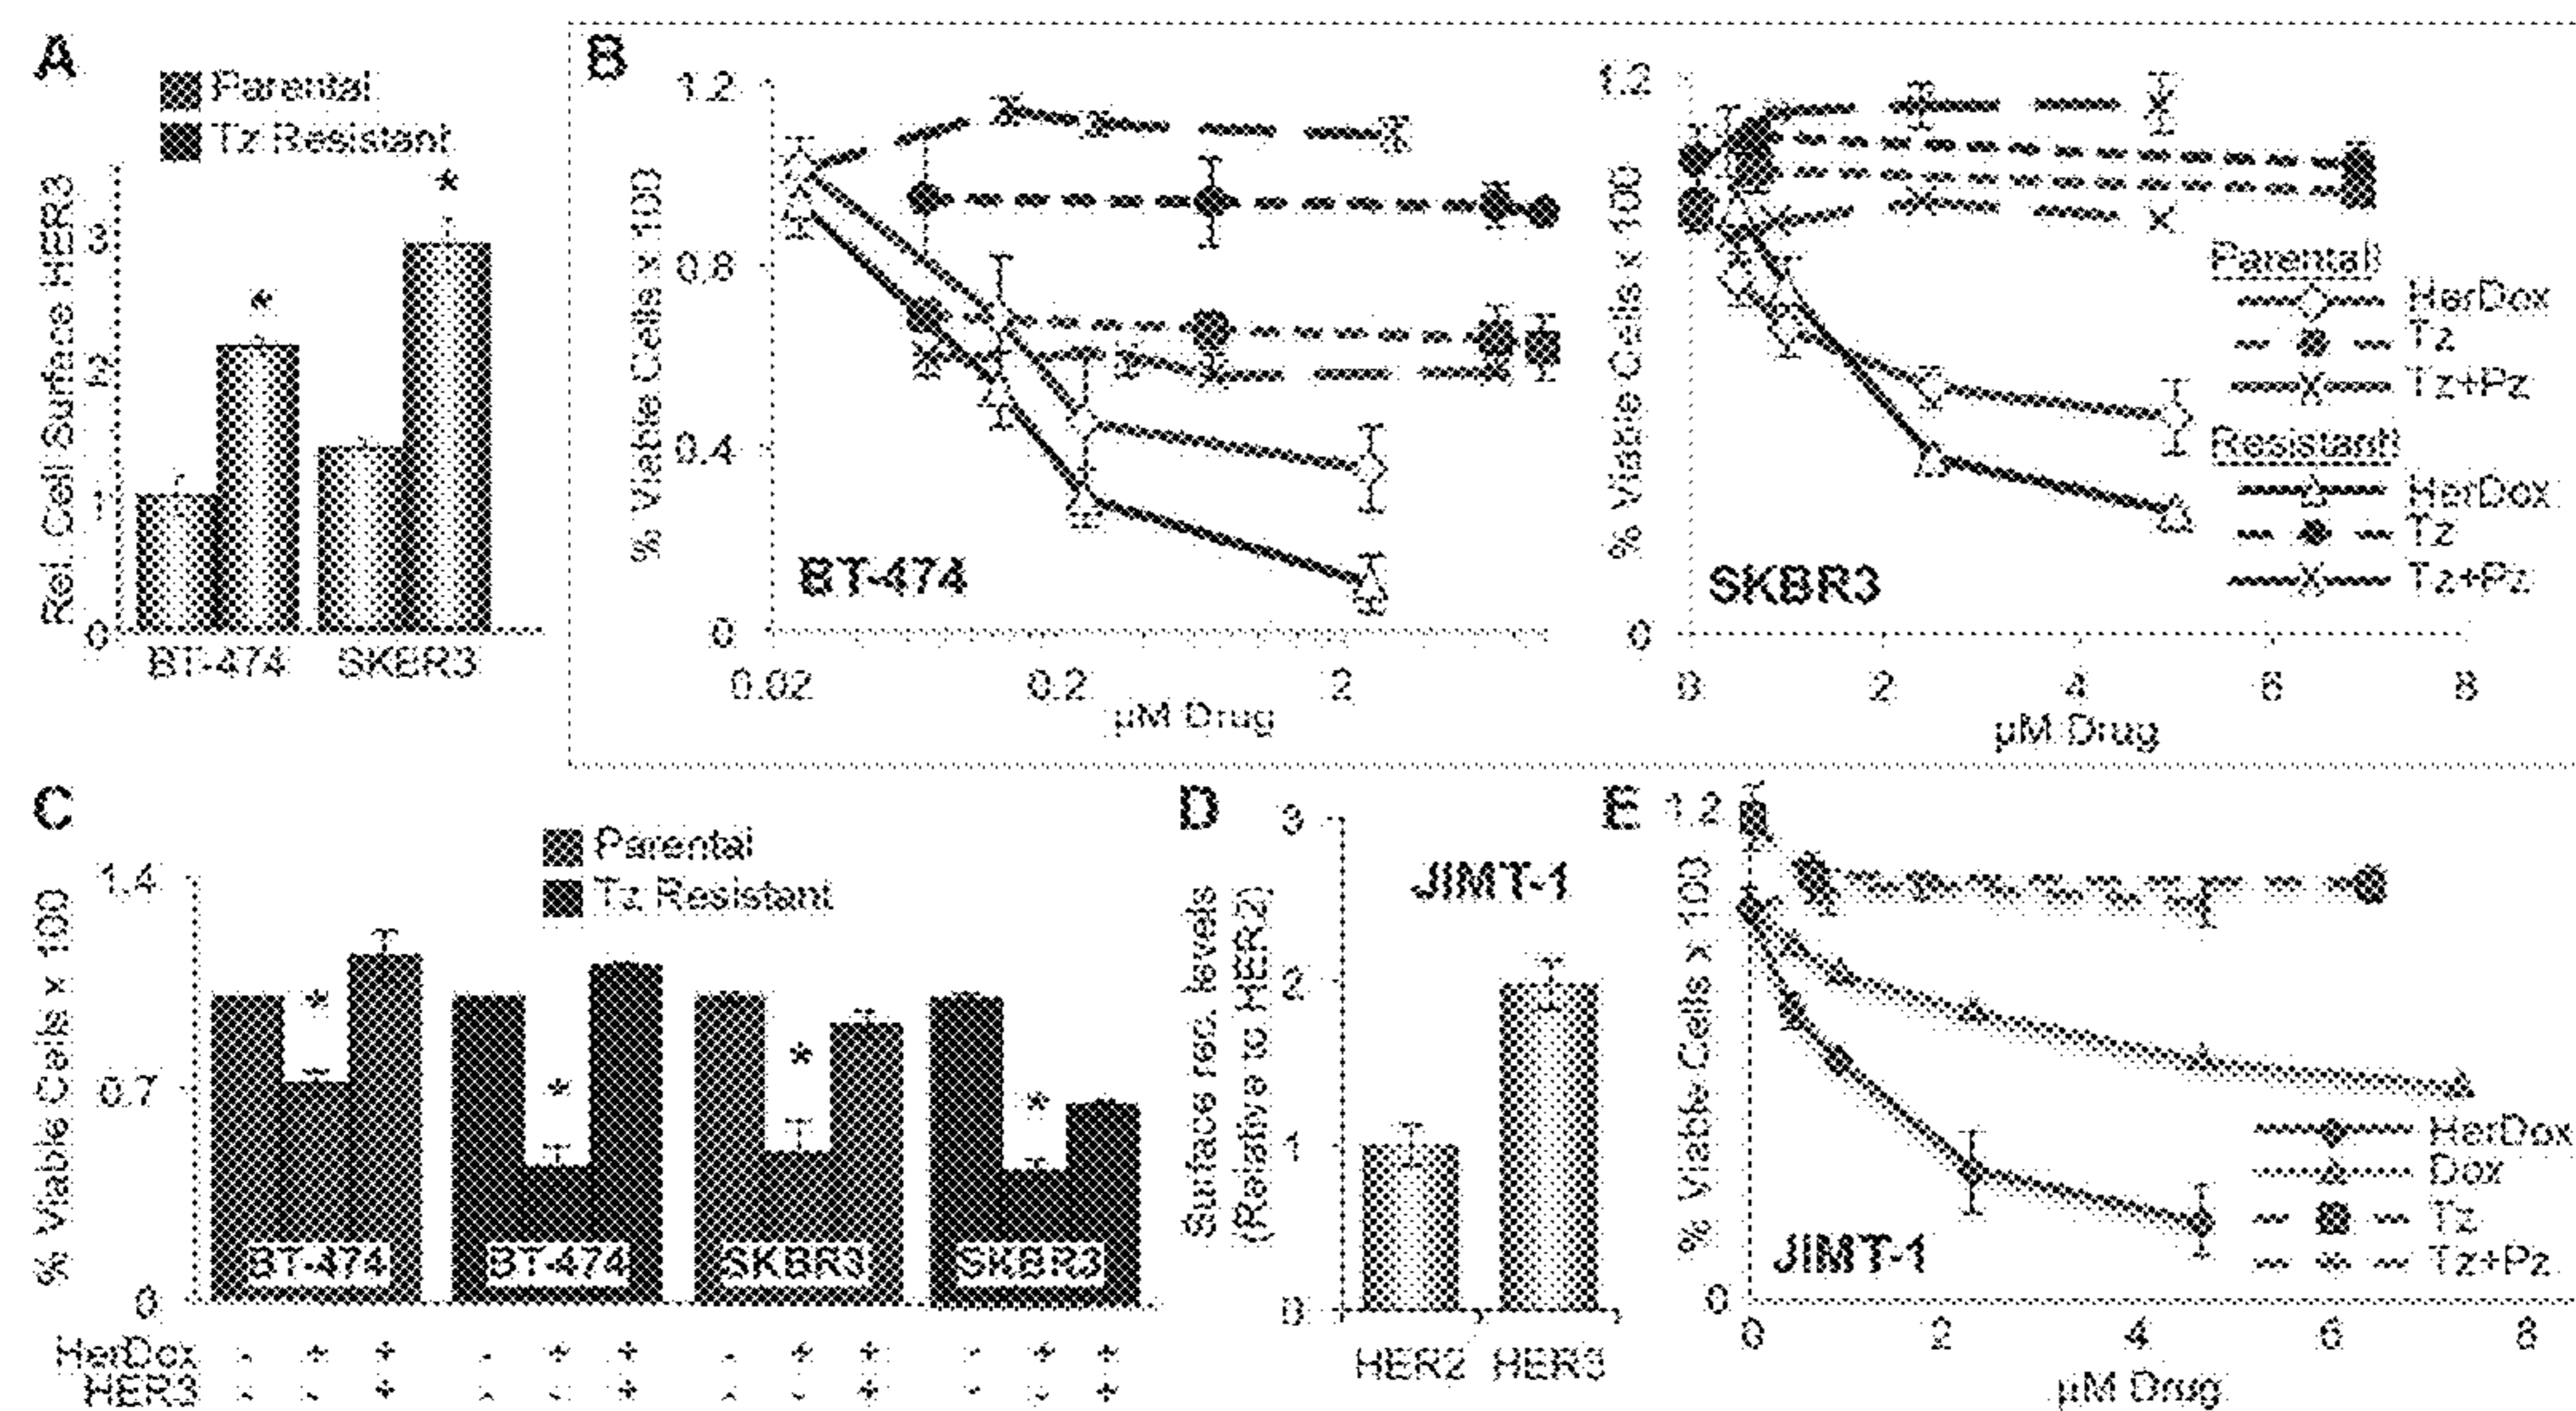 A
Parental
Tz Resistant
Rel. Cell Surface HER3
3
2
1
0
*
*
BT-474
SKBR3
B
1.2
0.8
0.4
0
% Viable Cells x 100
BT-474
0.02
0.2
2
µM Drug
1.2
0
% Viable Cells x 100
SKBR3
0
2
4
6
8
µM Drug
Parental
HerDox
Tz
Tz+Pz
Resistant
HerDox
Tz
Tz+Pz
C
Parental
Tz Resistant
1.4
0.7
0
% Viable Cells x 100
*
*
*
*
BT-474
BT-474
SKBR3
SKBR3
HerDox - + + - + + - + + - + +
HER3 - - + - - + - - + - - +
D
3
2
1
0
Surface rec. levels
(Relative to HER2)
JIMT-1
HER2
HER3
E
1.2
0
% Viable Cells x 100
JIMT-1
HerDox
Dox
Tz
Tz+Pz
0
2
4
6
8
µM Drug